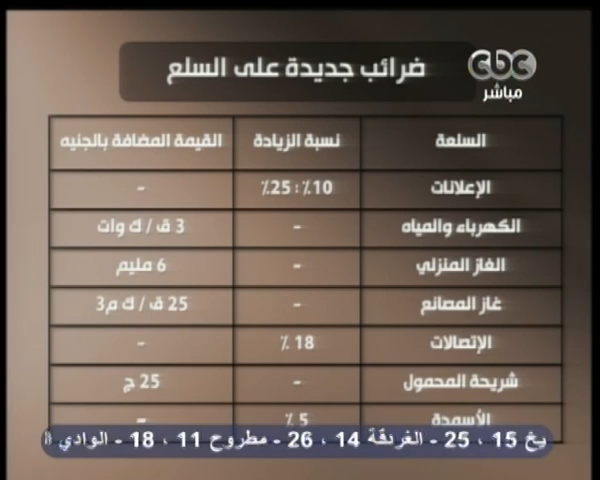 ضرائب جديدة على السلع
cbc
مباشر
السلعة نسبة الزيادة القيمة المضافة بالجنيه
الإعلانات 10٪ : 25٪ -
الكهرباء والمياه - 3 ق / ك وات
الغاز المنزلي - 6 مليم
غاز المصانع - 25 ق / ك م3
الإتصالات 18 ٪ -
شريحة المحمول - 25 ج
الأسمدة 5 ٪ -
يخ 15 ، 25 - الغردقة 14 ، 26 - مطروح 11 ، 18 - الوادي ال